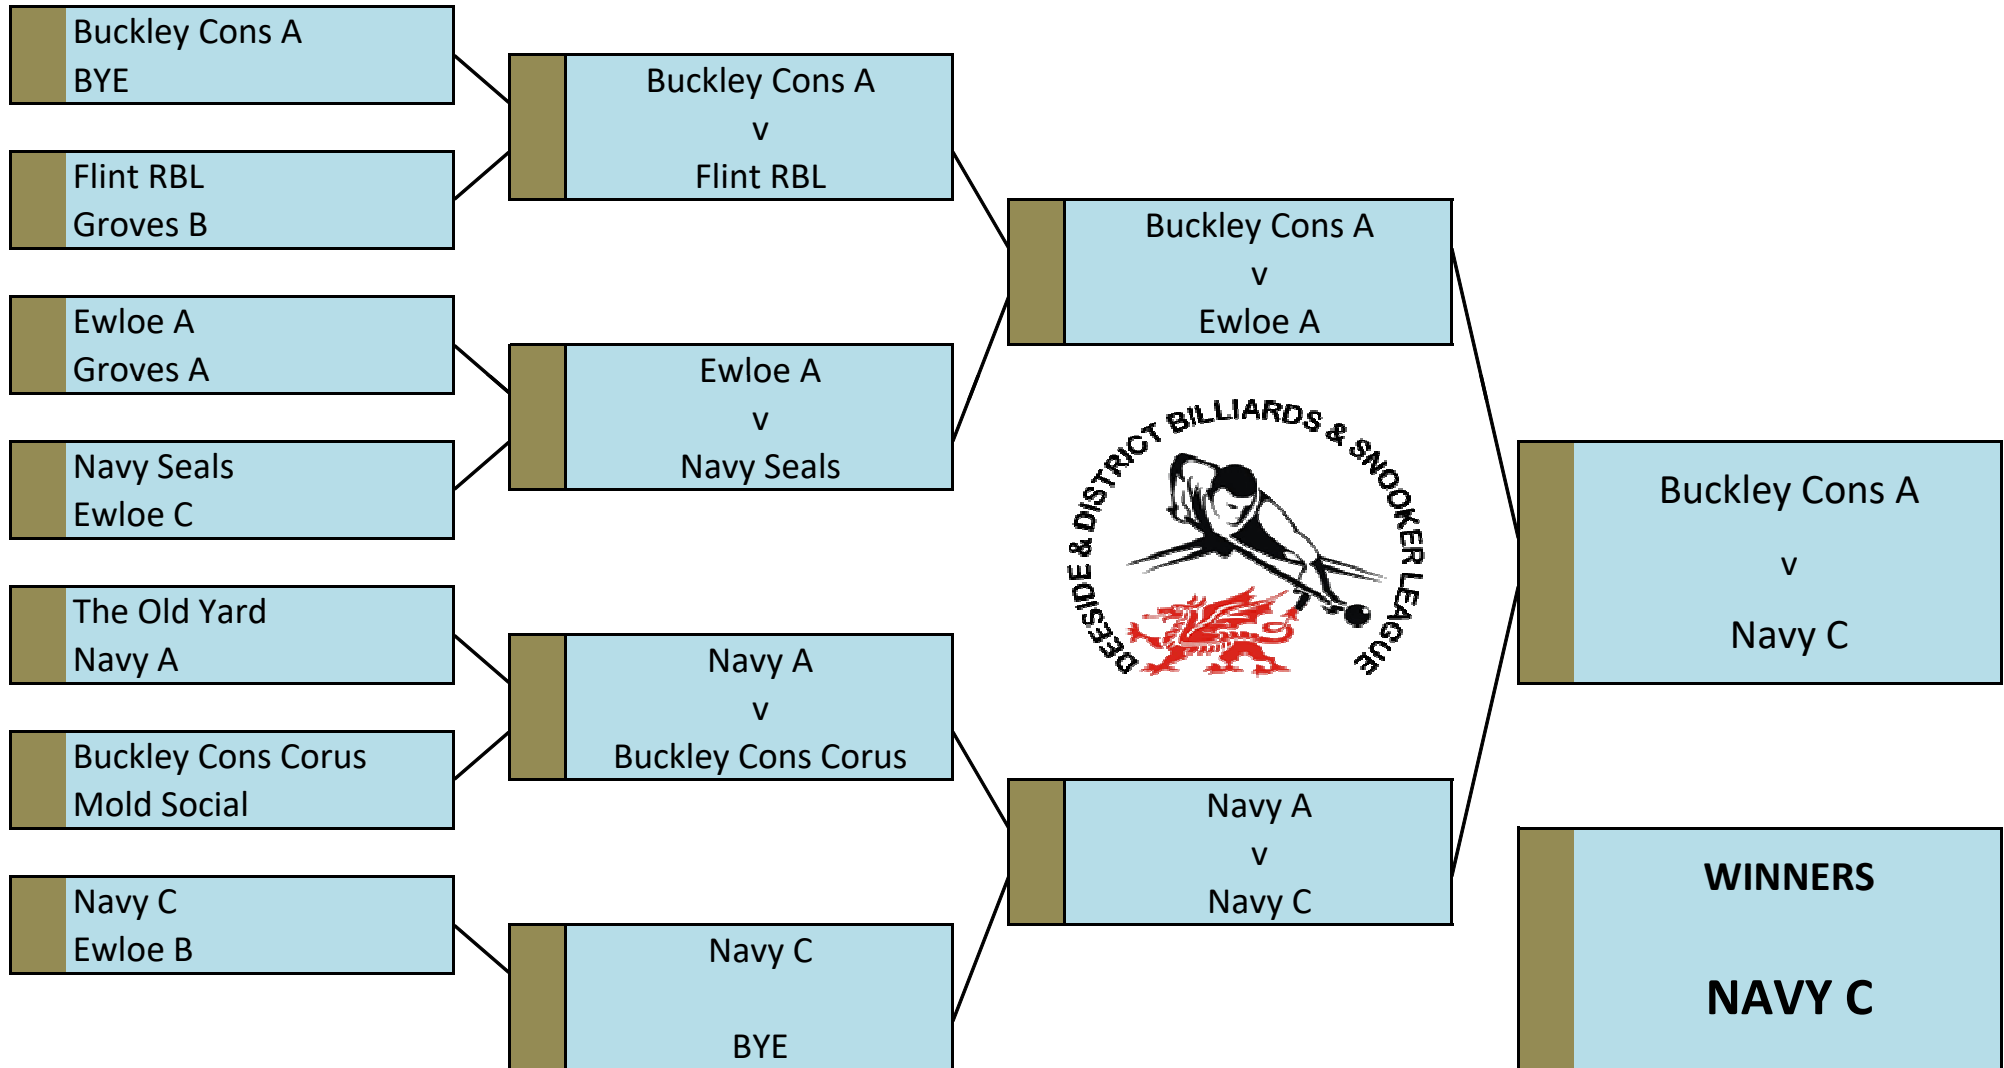 Buckley Cons A
BYE
Flint RBL
Groves B
Ewloe A
Groves A
Navy Seals
Ewloe C
The Old Yard
Navy A
Buckley Cons Corus
Mold Social
Navy C
Ewloe B
Buckley Cons A
v
Flint RBL
Ewloe A
v
Navy Seals
Navy A
v
Buckley Cons Corus
Navy C
BYE
Buckley Cons A
v
Ewloe A
DEESIDE & DISTRICT BILLIARDS & SNOOKER LEAGUE
Navy A
v
Navy C
Buckley Cons A
v
Navy C
WINNERS
NAVY C